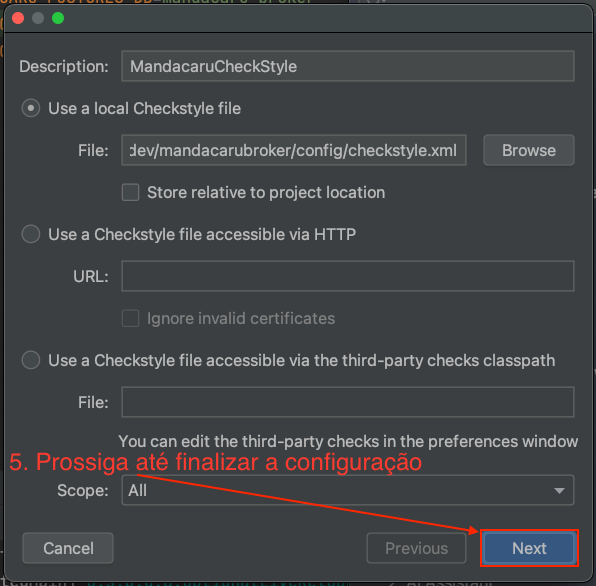 Description: MandacaruCheckStyle
Use a local Checkstyle file
File: dev/mandacarubroker/config/checkstyle.xml Browse
Store relative to project location
Use a Checkstyle file accessible via HTTP
URL:
Ignore invalid certificates
Use a Checkstyle file accessible via the third-party checks classpath
File:
You can edit the third-party checks in the preferences window
5. Prossiga até finalizar a configuração
Scope: All
Cancel Previous Next